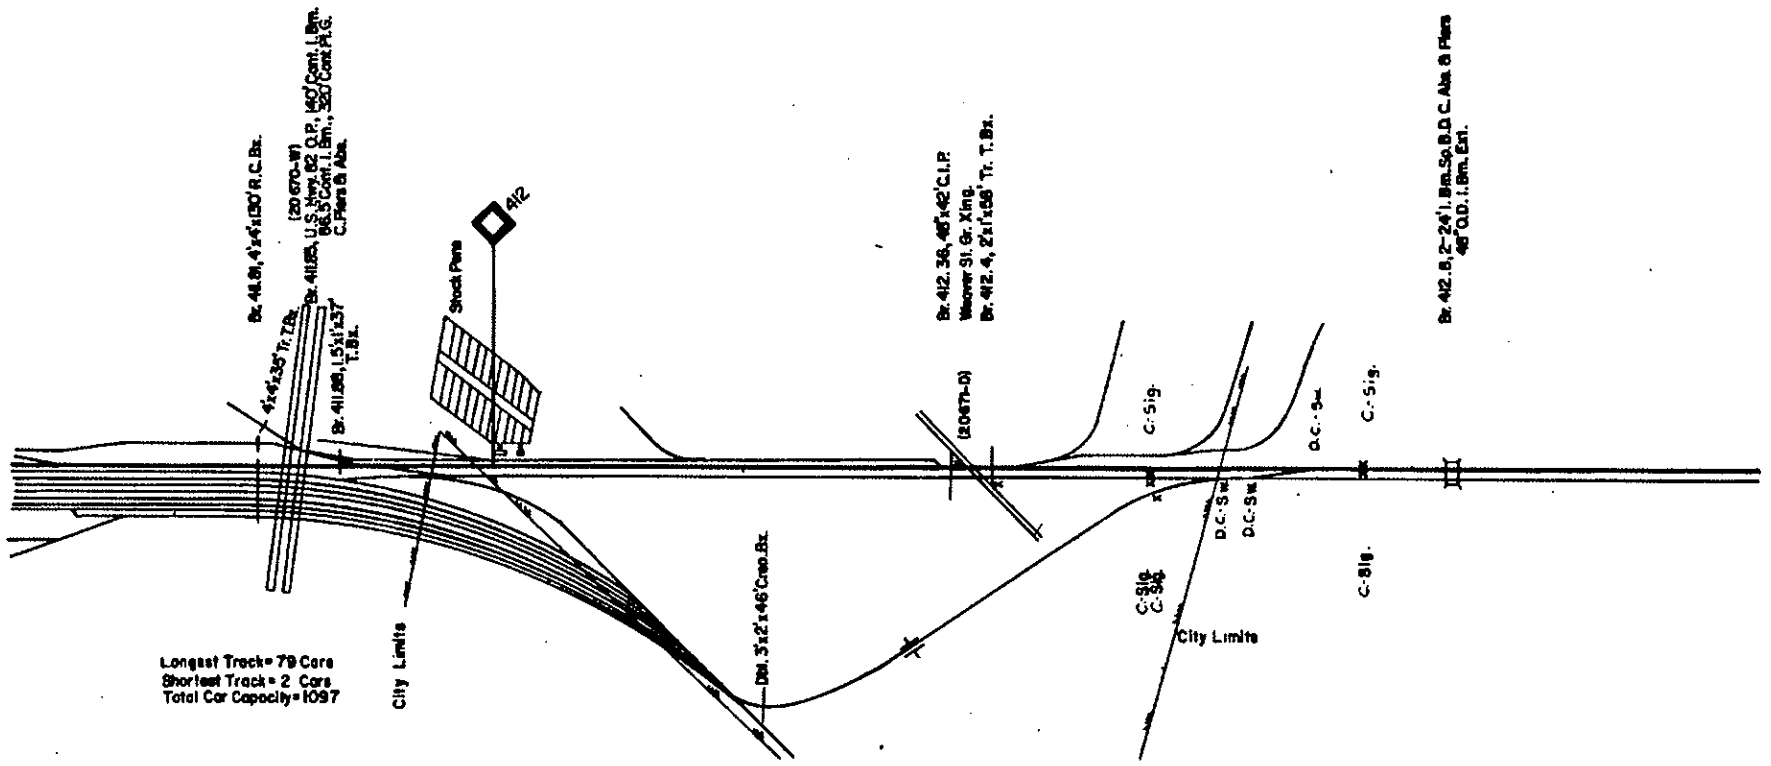 Br. 411.81, 4'x4'x130' R.C.Bx.
(20670-W)
Br. 411.85, U.S. Hwy. 82 O.P., 140' Cont. I. Bm.
86.5' Cont. I. Bm., 320' Cont. Pl. G.
C. Piers & Abs.
4'x4'x35' Tr. T. Bx.
Br. 411.88, 1.5'x1'x37'
T. Bx.
Stock Pens
412
Br. 412.36, 48"x42' C.I.P.
Weaver St. Gr. Xing.
Br. 412.4, 2'x1'x56' Tr. T. Bx.
(20671-D)
C.-Sig.
D.C.-Sw.
C.-Sig.
Br. 412.8, 2-24' I. Bm. Sp. B.D. C. Abs. & Piers
48" O.D. I. Bm. Ext.
D.C.-Sw.
D.C.-Sw.
C.-Sig.
C.-Sig.
C.-Sig.
City Limits
City Limits
Dbl. 3'x2'x46' Creo. Bx.
Longest Track = 79 Cars
Shortest Track = 2 Cars
Total Car Capacity = 1097